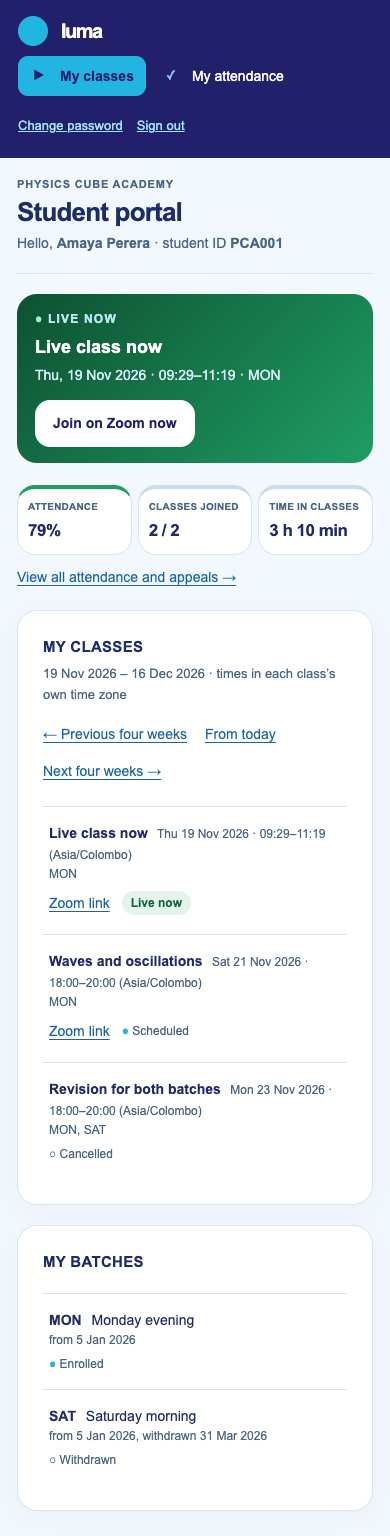 luma
My classes
My attendance
Change password Sign out
PHYSICS CUBE ACADEMY
Student portal
Hello, Amaya Perera · student ID PCA001
● LIVE NOW
Live class now
Thu, 19 Nov 2026 · 09:29–11:19 · MON
Join on Zoom now
ATTENDANCE
79%
CLASSES JOINED
2 / 2
TIME IN CLASSES
3 h 10 min
View all attendance and appeals →
MY CLASSES
19 Nov 2026 – 16 Dec 2026 · times in each class's
own time zone
← Previous four weeks From today
Next four weeks →
Live class now Thu 19 Nov 2026 · 09:29–11:19
(Asia/Colombo)
MON
Zoom link Live now
Waves and oscillations Sat 21 Nov 2026 ·
18:00–20:00 (Asia/Colombo)
MON
Zoom link ● Scheduled
Revision for both batches Mon 23 Nov 2026 ·
18:00–20:00 (Asia/Colombo)
MON, SAT
○ Cancelled
MY BATCHES
MON Monday evening
from 5 Jan 2026
● Enrolled
SAT Saturday morning
from 5 Jan 2026, withdrawn 31 Mar 2026
○ Withdrawn